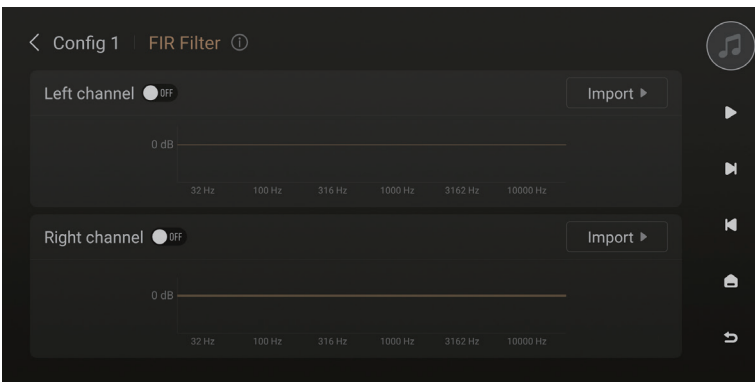 Config 1 FIR Filter
Left channel OFF Import
0 dB
32 Hz 100 Hz 316 Hz 1000 Hz 3162 Hz 10000 Hz
Right channel OFF Import
0 dB
32 Hz 100 Hz 316 Hz 1000 Hz 3162 Hz 10000 Hz